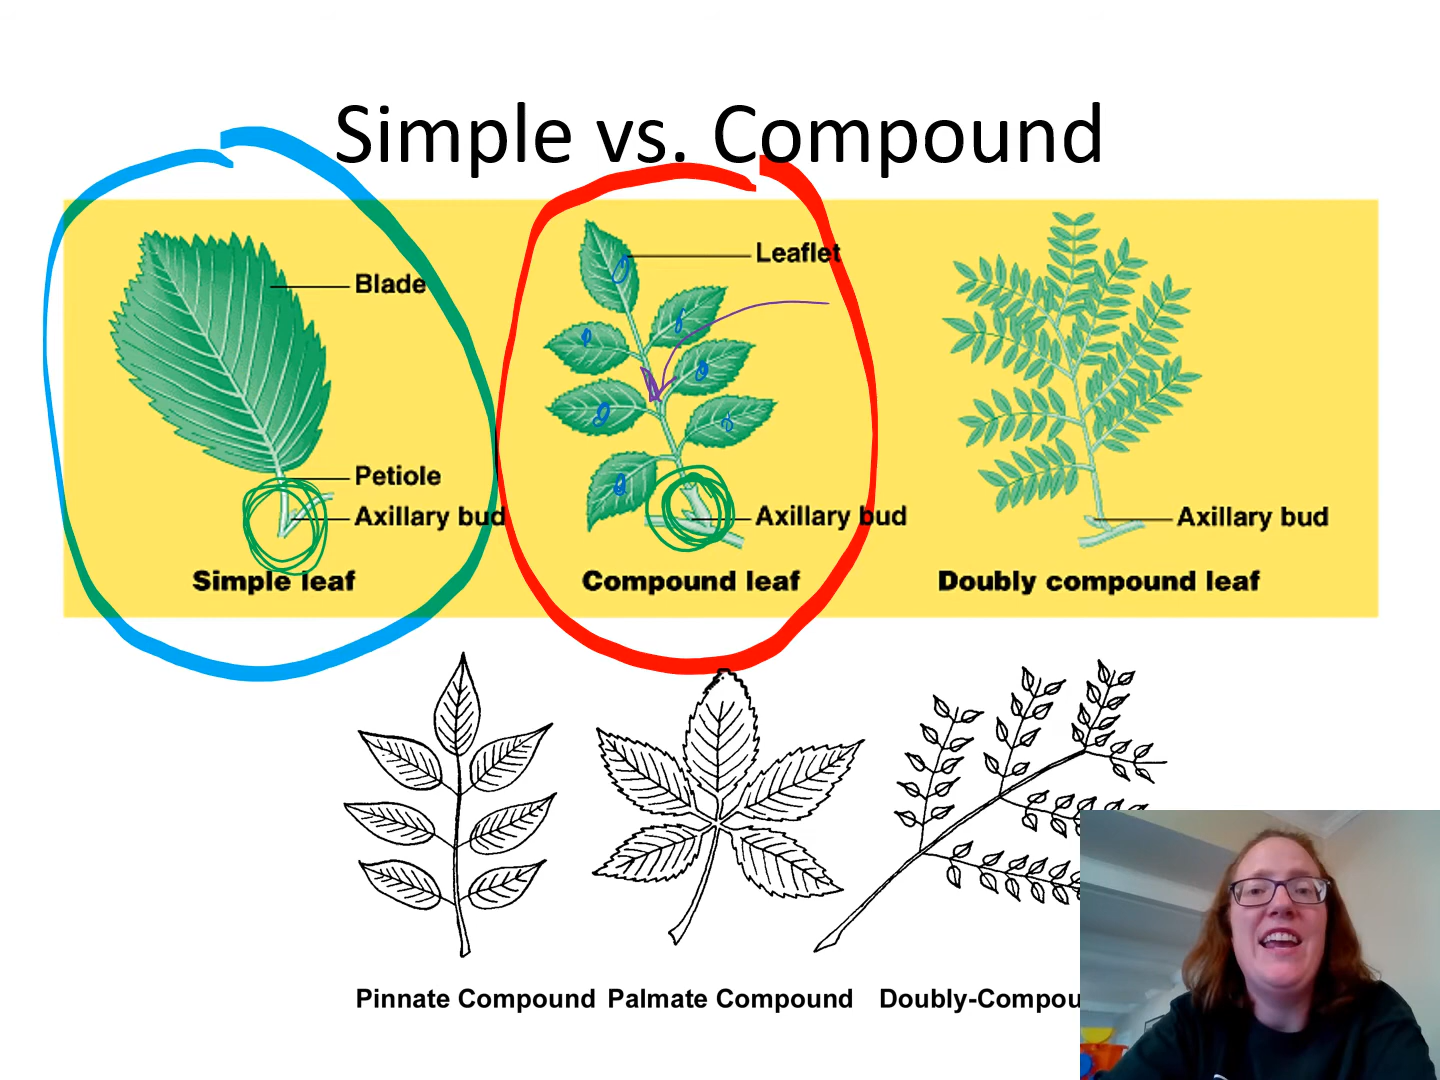 Simple vs. Compound
Blade
Petiole
Axillary bud
Simple leaf
Leaflet
Axillary bud
Compound leaf
Axillary bud
Doubly compound leaf
Pinnate Compound
Palmate Compound
Doubly-Compou